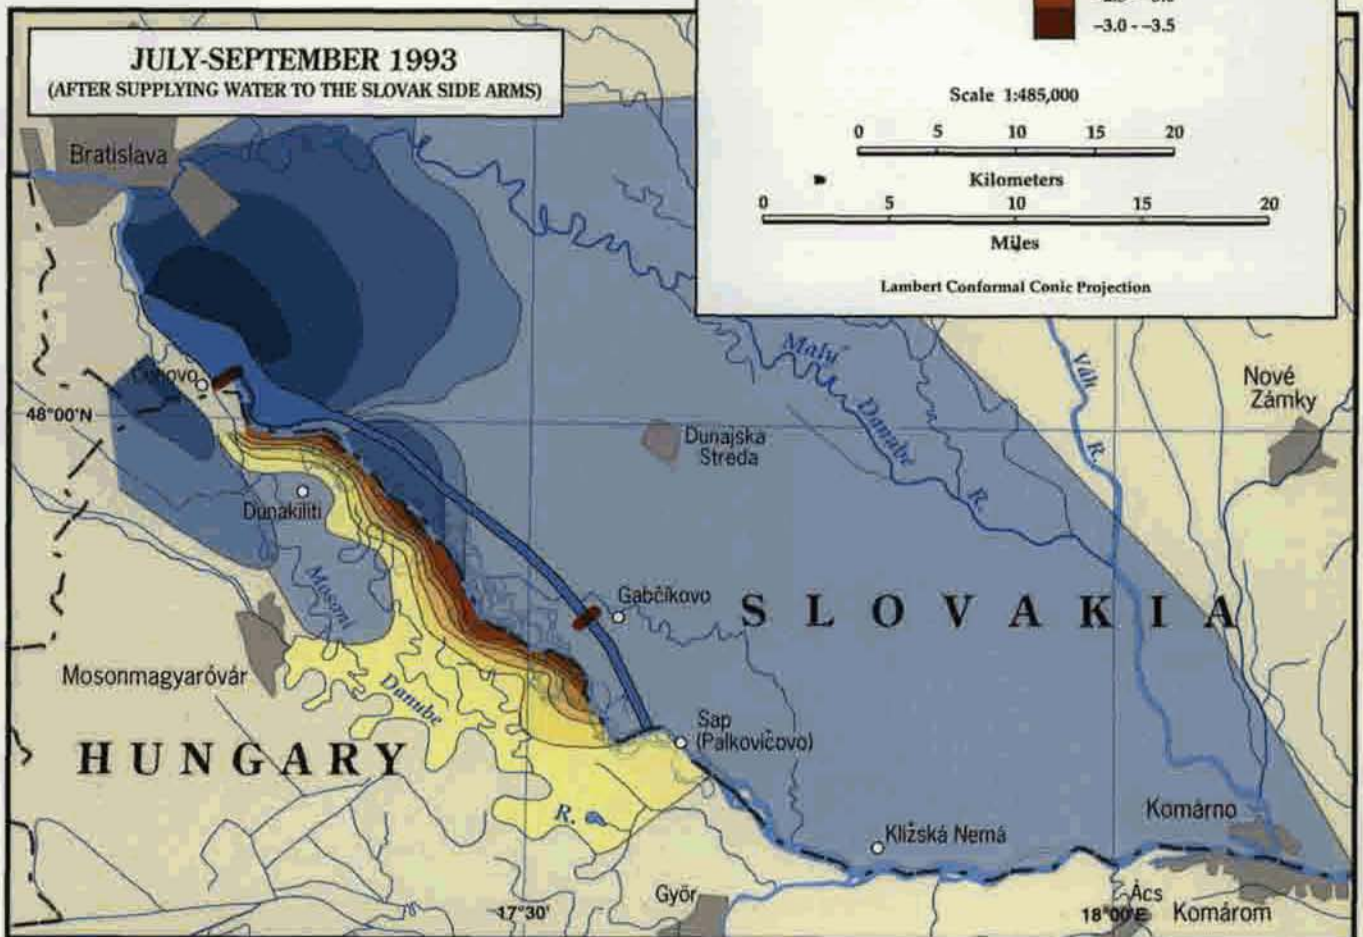 JULY-SEPTEMBER 1993
(AFTER SUPPLYING WATER TO THE SLOVAK SIDE ARMS)
–3.0 - –3.5
Scale 1:485,000
0 5 10 15 20
Kilometers
0 5 10 15 20
Miles
Lambert Conformal Conic Projection
Bratislava
Malý
Danube
R.
Váh
R.
Nové
Zámky
48°00'N
Dunajska
Streda
Dunakiliti
Mosoni
Danube
R.
Gabčíkovo
SLOVAKIA
Mosonmagyaróvár
HUNGARY
Sap
(Palkovičovo)
Komárno
Kližská Nemá
Győr
17°30'
Ács
18°00'E
Komárom